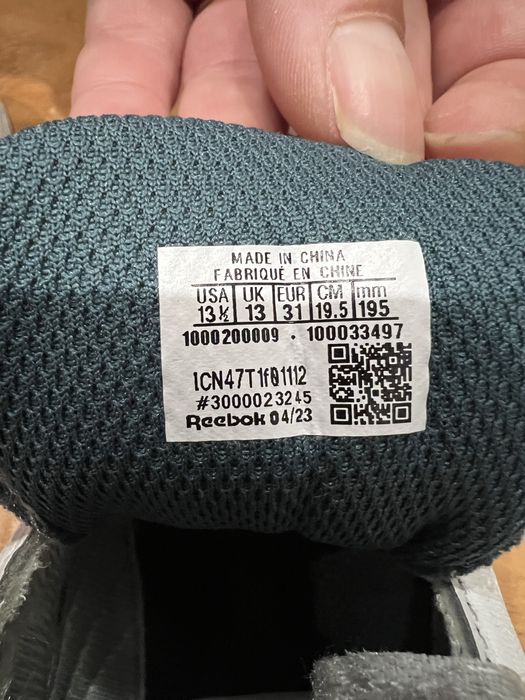 MADE IN CHINA
FABRIQUÉ EN CHINE
USA UK EUR CM mm
13½ 13 31 19.5 195
1000200009 · 100033497
1CN47T1f01112
#3000023245
Reebok 04/23